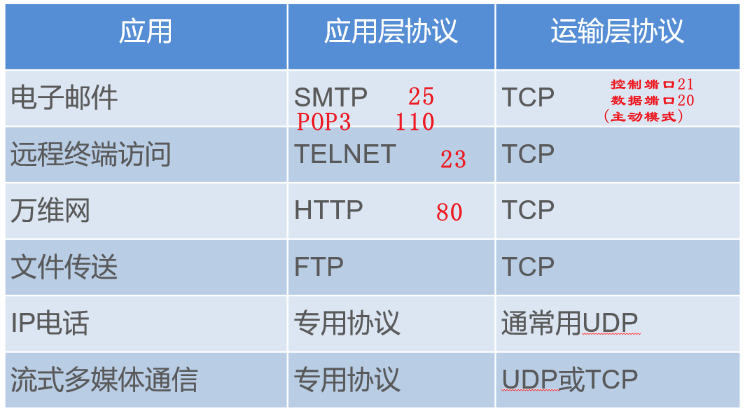 应用 应用层协议 运输层协议
电子邮件 SMTP 25 TCP 控制端口21
数据端口20
(主动模式)
POP3 110
远程终端访问 TELNET 23 TCP
万维网 HTTP 80 TCP
文件传送 FTP TCP
IP电话 专用协议 通常用UDP
流式多媒体通信 专用协议 UDP或TCP